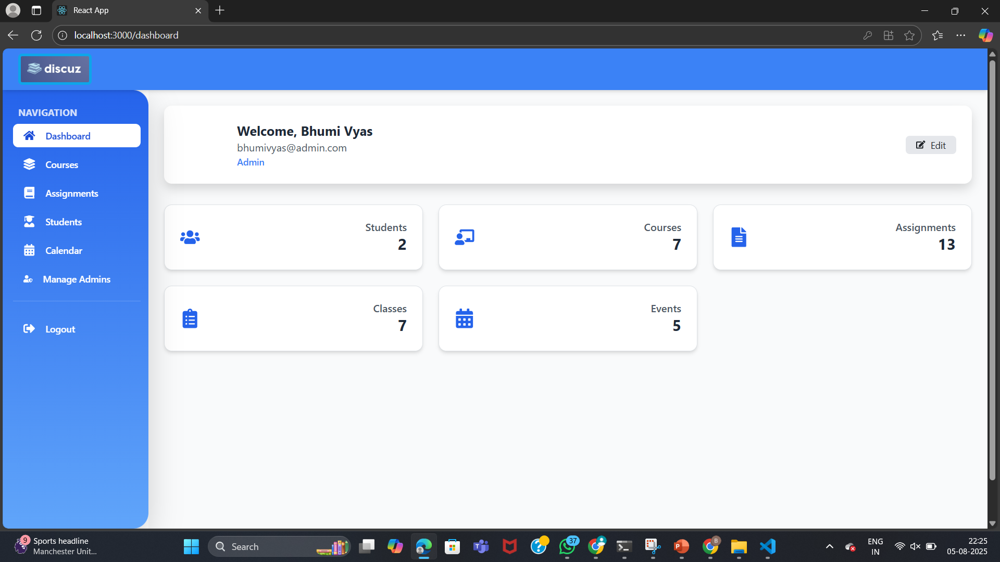 React App
localhost:3000/dashboard
discuz
NAVIGATION
Dashboard
Courses
Assignments
Students
Calendar
Manage Admins
Logout
Welcome, Bhumi Vyas
bhumivyas@admin.com
Admin
Edit
Students
2
Courses
7
Assignments
13
Classes
7
Events
5
9
Sports headline
Manchester Unit...
Search
37
B
ENG
IN
22:25
05-08-2025